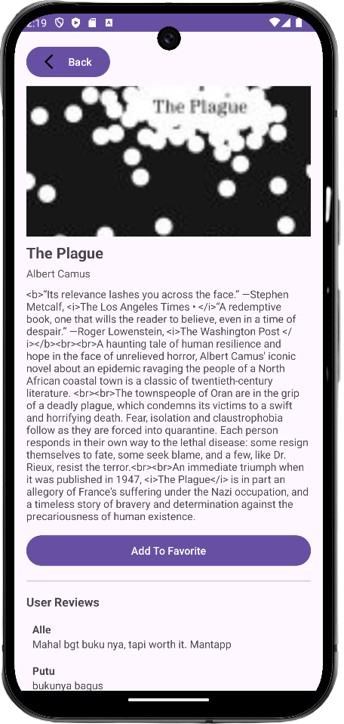 2:19
Back
The Plague
The Plague
Albert Camus
<b>"Its relevance lashes you across the face." —Stephen
Metcalf, <i>The Los Angeles Times • </i>"A redemptive
book, one that wills the reader to believe, even in a time of
despair." —Roger Lowenstein, <i>The Washington Post </
i></b><br><br>A haunting tale of human resilience and
hope in the face of unrelieved horror, Albert Camus' iconic
novel about an epidemic ravaging the people of a North
African coastal town is a classic of twentieth-century
literature. <br><br>The townspeople of Oran are in the grip
of a deadly plague, which condemns its victims to a swift
and horrifying death. Fear, isolation and claustrophobia
follow as they are forced into quarantine. Each person
responds in their own way to the lethal disease: some resign
themselves to fate, some seek blame, and a few, like Dr.
Rieux, resist the terror.<br><br>An immediate triumph when
it was published in 1947, <i>The Plague</i> is in part an
allegory of France's suffering under the Nazi occupation, and
a timeless story of bravery and determination against the
precariousness of human existence.
Add To Favorite
User Reviews
Alle
Mahal bgt buku nya, tapi worth it. Mantapp
Putu
bukunya bagus